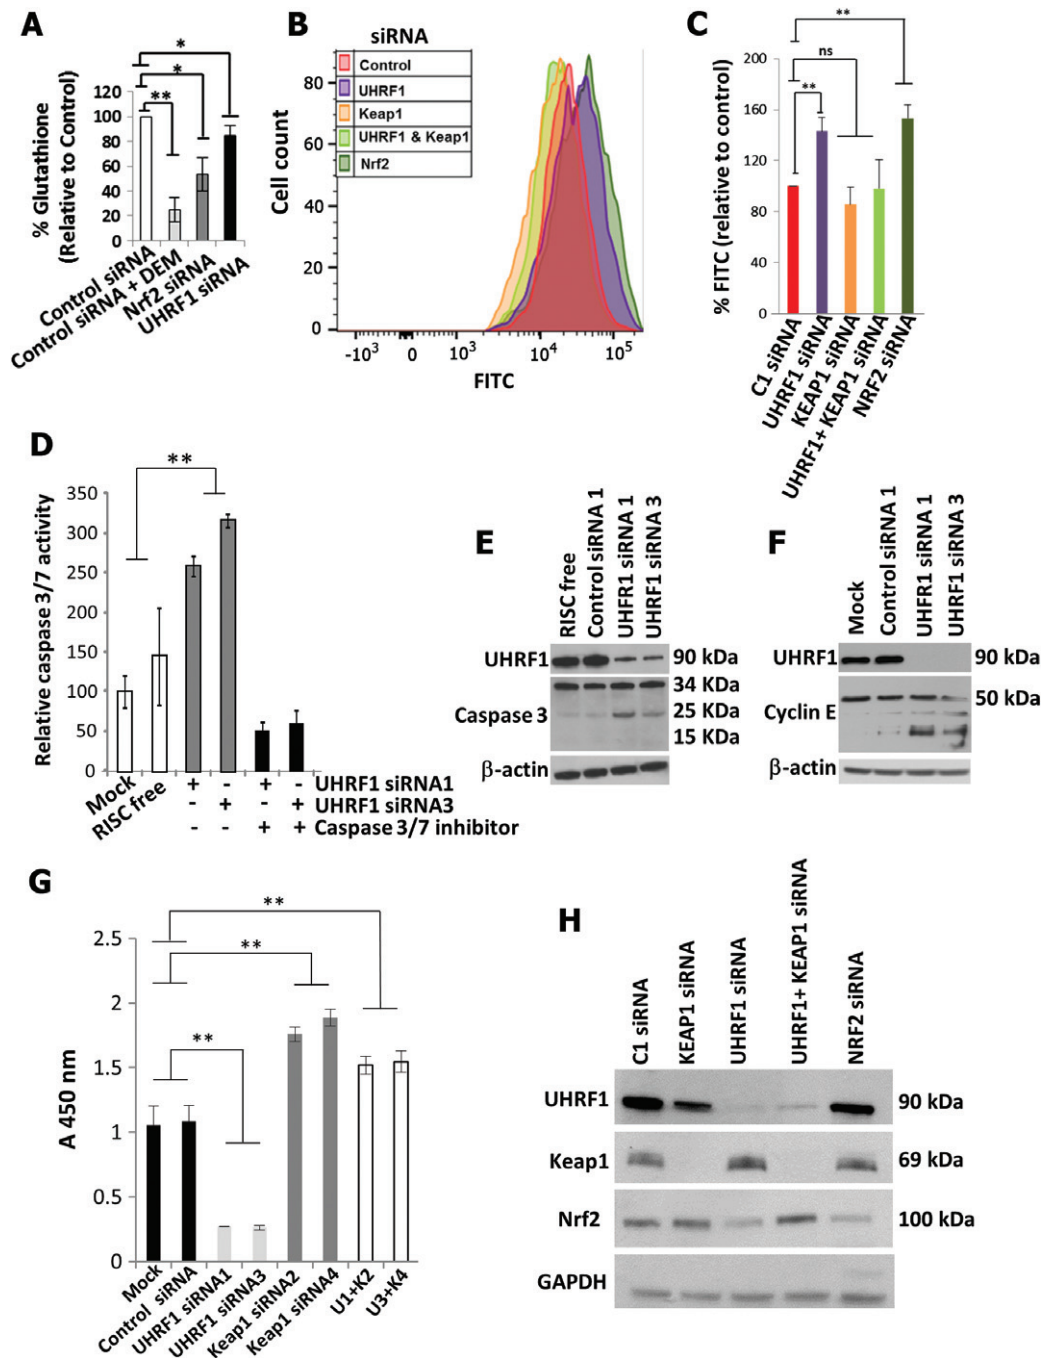 A
% Glutathione
(Relative to Control)
120
100
80
60
40
20
0
*
*
**
Control siRNA
Control siRNA + DEM
Nrf2 siRNA
UHRF1 siRNA
B
siRNA
Control
UHRF1
Keap1
UHRF1 & Keap1
Nrf2
Cell count
80
60
40
20
0
-10³ 0 10³ 10⁴ 10⁵
FITC
C
% FITC (relative to control)
200
160
120
80
40
0
**
ns
**
C1 siRNA
UHRF1 siRNA
KEAP1 siRNA
UHRF1+ KEAP1 siRNA
NRF2 siRNA
D
Relative caspase 3/7 activity
350
300
250
200
150
100
50
0
**
Mock
RISC free
+ - + - UHRF1 siRNA1
- + - + UHRF1 siRNA3
- - + + Caspase 3/7 inhibitor
E
RISC free
Control siRNA 1
UHFR1 siRNA 1
UHRF1 siRNA 3
UHRF1 90 kDa
34 KDa
Caspase 3 25 KDa
15 KDa
β-actin
F
Mock
Control siRNA 1
UHFR1 siRNA 1
UHRF1 siRNA 3
UHRF1 90 kDa
Cyclin E 50 kDa
β-actin
G
A 450 nm
2.5
2
1.5
1
0.5
0
**
**
**
Mock
Control siRNA
UHRF1 siRNA1
UHRF1 siRNA3
Keap1 siRNA2
Keap1 siRNA4
U1+K2
U3+K4
H
C1 siRNA
KEAP1 siRNA
UHRF1 siRNA
UHRF1+ KEAP1 siRNA
NRF2 siRNA
UHRF1 90 kDa
Keap1 69 kDa
Nrf2 100 kDa
GAPDH